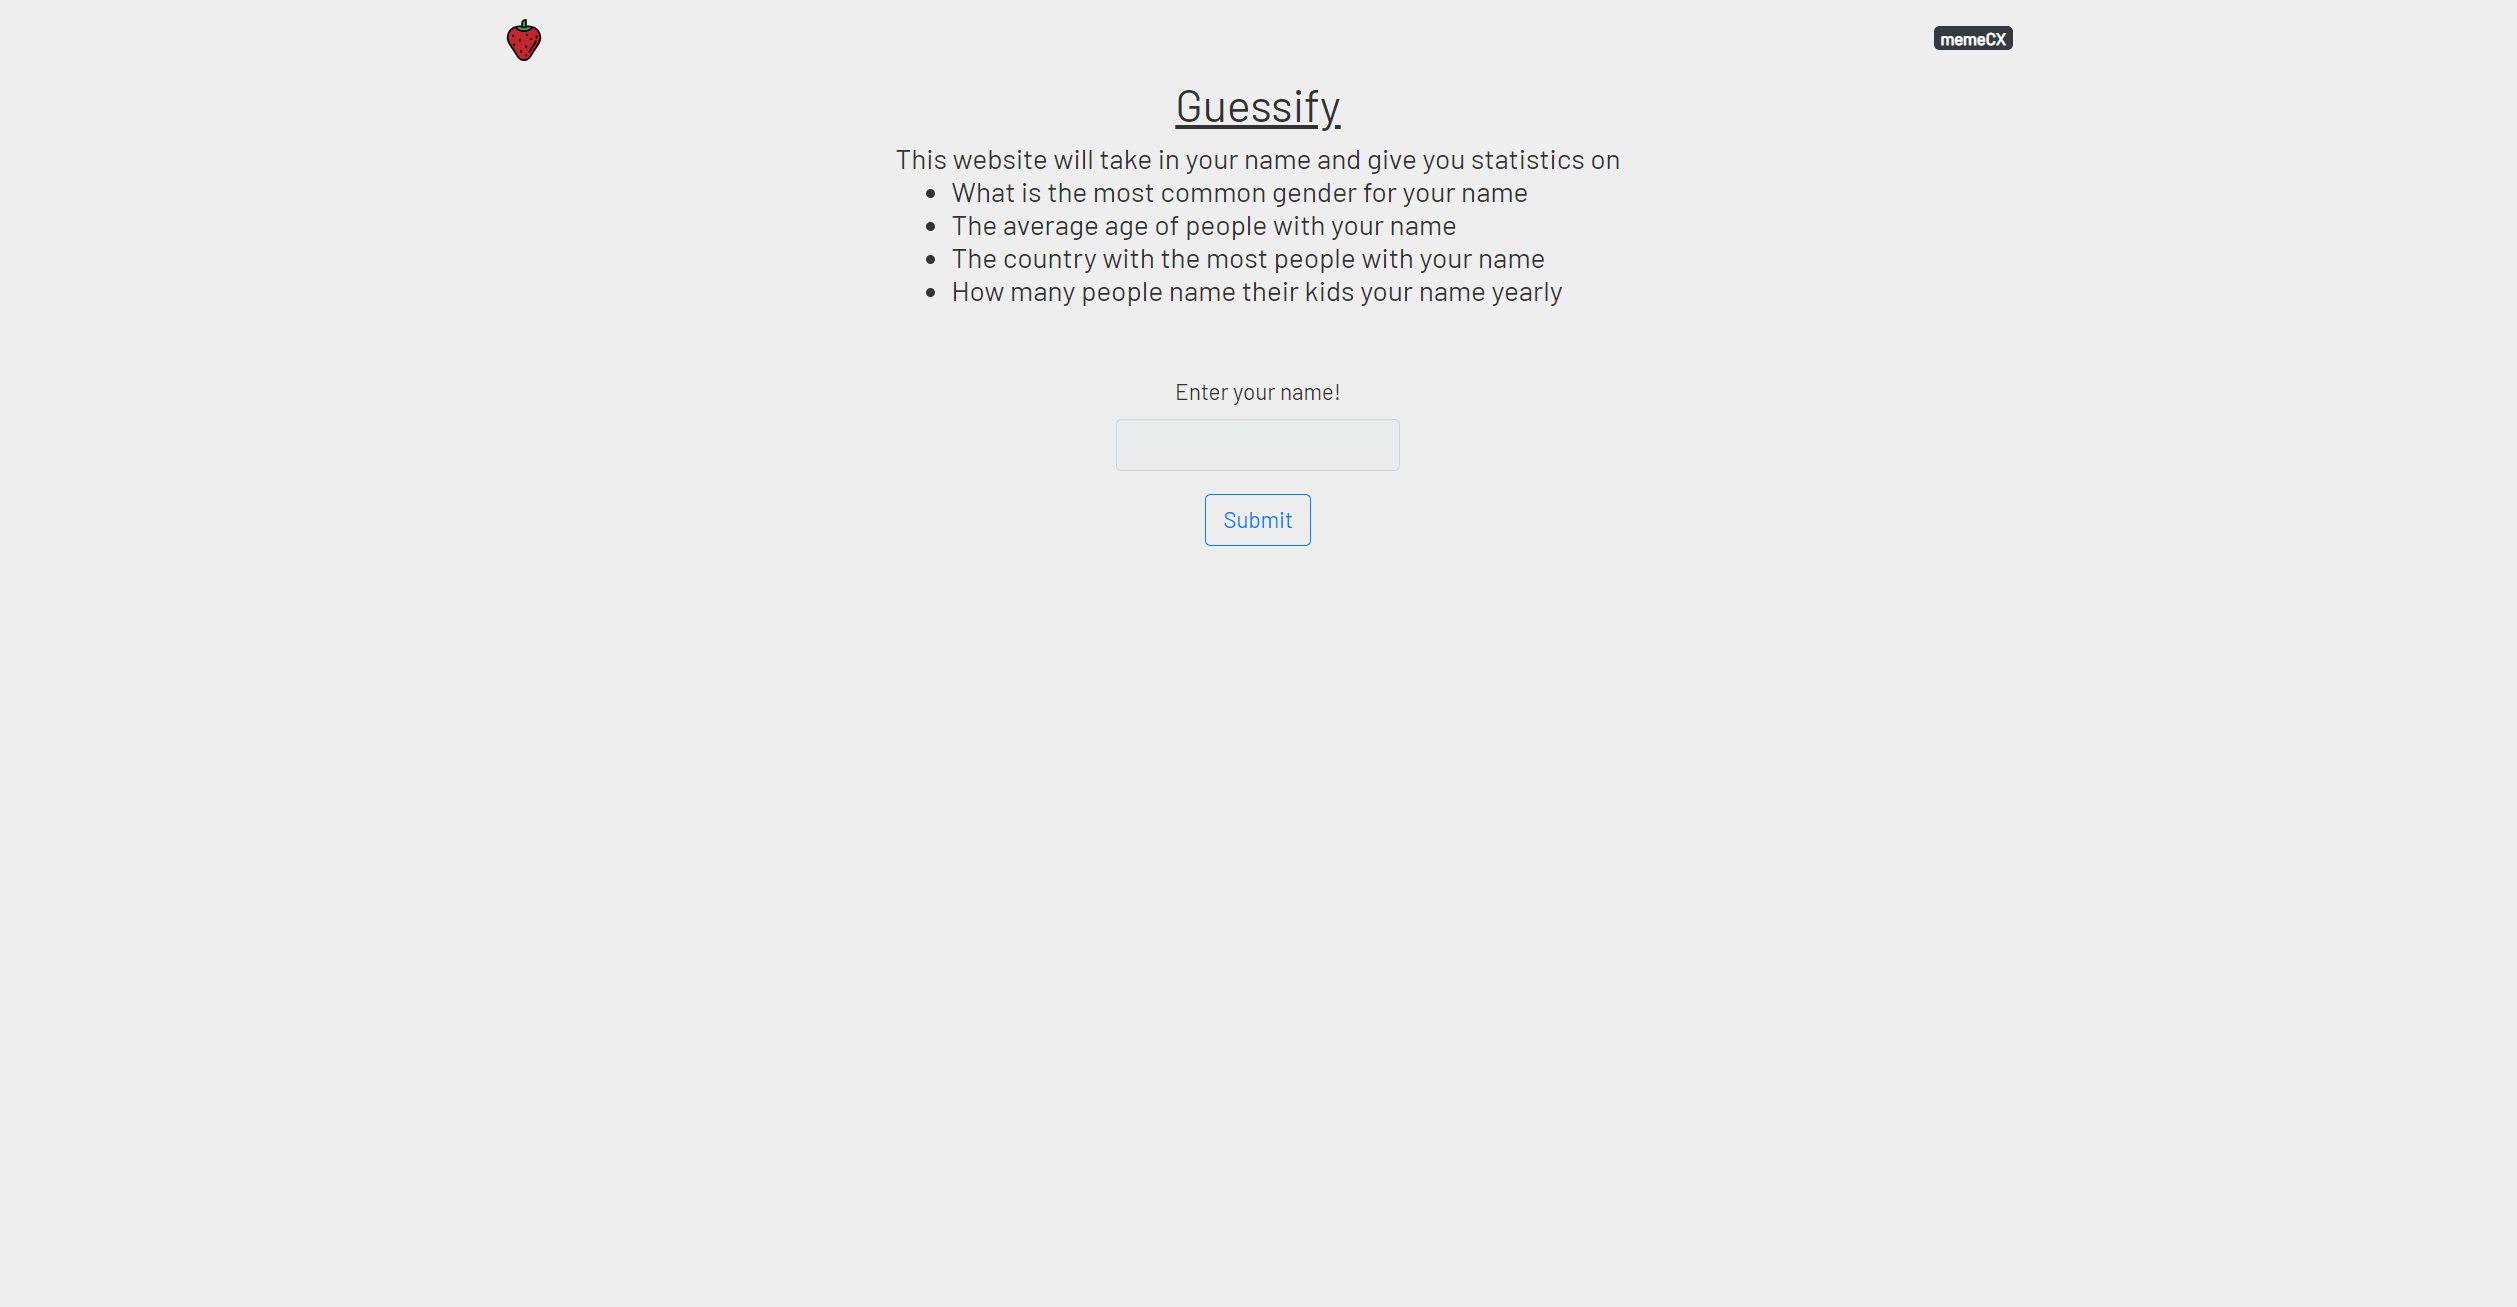 memeCX
Guessify
This website will take in your name and give you statistics on
• What is the most common gender for your name
• The average age of people with your name
• The country with the most people with your name
• How many people name their kids your name yearly
Enter your name!
Submit